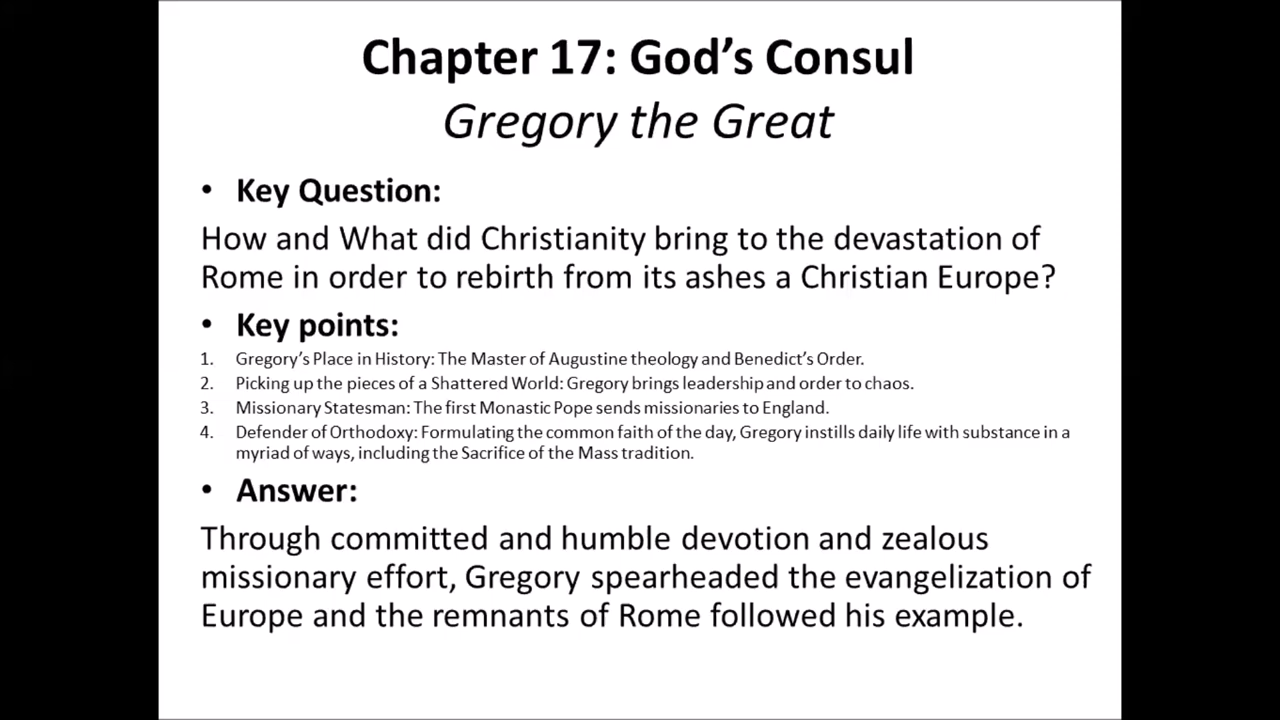 Chapter 17: God’s Consul
Gregory the Great
• Key Question:
How and What did Christianity bring to the devastation of
Rome in order to rebirth from its ashes a Christian Europe?
• Key points:
1. Gregory’s Place in History: The Master of Augustine theology and Benedict’s Order.
2. Picking up the pieces of a Shattered World: Gregory brings leadership and order to chaos.
3. Missionary Statesman: The first Monastic Pope sends missionaries to England.
4. Defender of Orthodoxy: Formulating the common faith of the day, Gregory instills daily life with substance in a
myriad of ways, including the Sacrifice of the Mass tradition.
• Answer:
Through committed and humble devotion and zealous
missionary effort, Gregory spearheaded the evangelization of
Europe and the remnants of Rome followed his example.